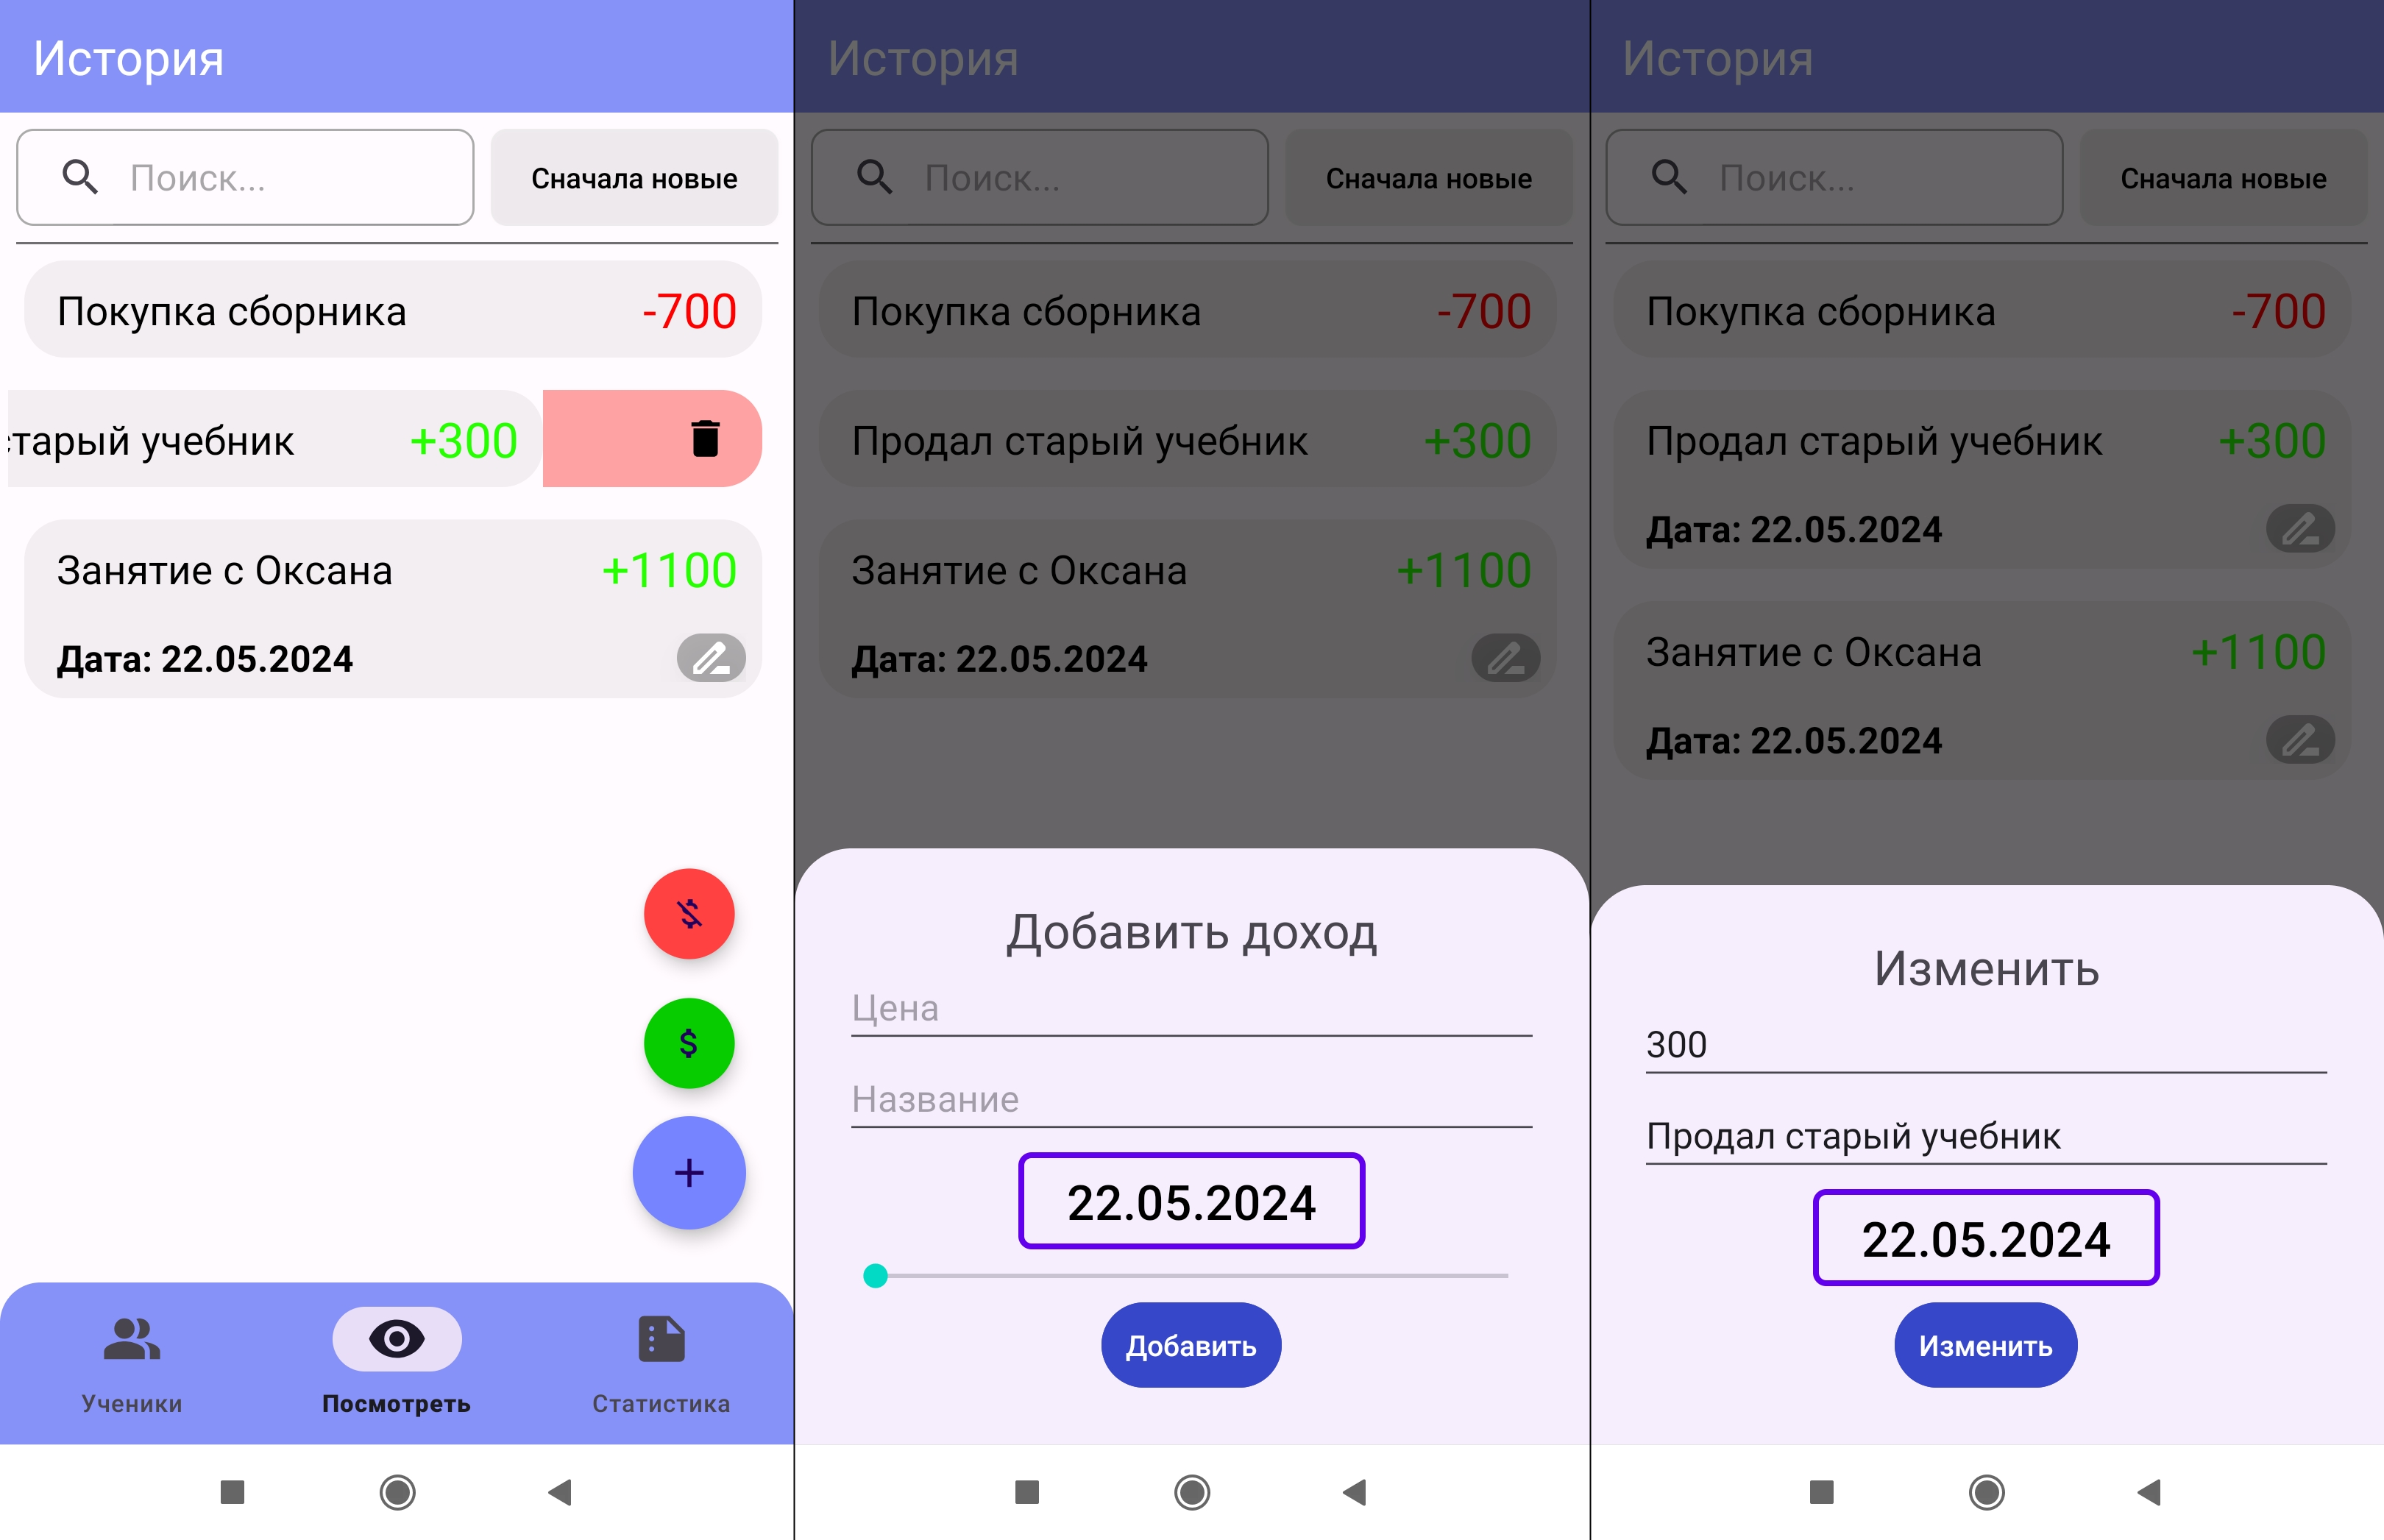 История
Поиск...
Сначала новые
Покупка сборника
-700
старый учебник
+300
Занятие с Оксана
+1100
Дата: 22.05.2024
Ученики
Посмотреть
Статистика
История
Поиск...
Сначала новые
Покупка сборника
-700
Продал старый учебник
+300
Занятие с Оксана
+1100
Дата: 22.05.2024
Добавить доход
Цена
Название
22.05.2024
Добавить
История
Поиск...
Сначала новые
Покупка сборника
-700
Продал старый учебник
+300
Дата: 22.05.2024
Занятие с Оксана
+1100
Дата: 22.05.2024
Изменить
300
Продал старый учебник
22.05.2024
Изменить